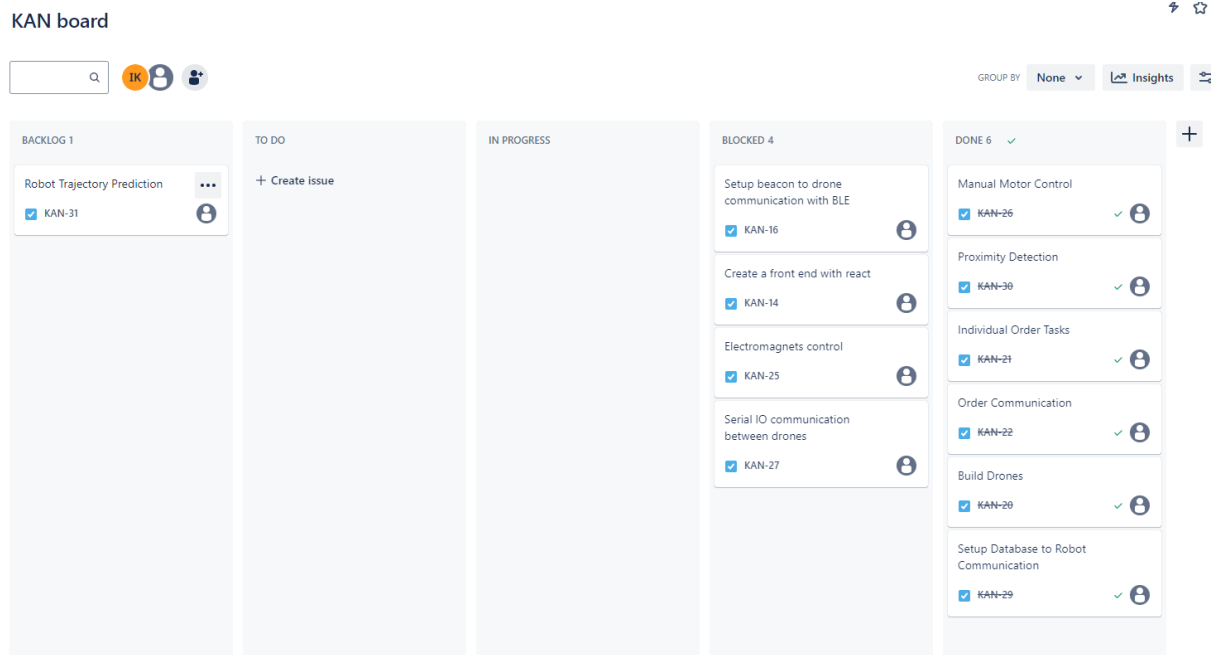 KAN board
IK
GROUP BY None Insights
BACKLOG 1
Robot Trajectory Prediction
KAN-31
TO DO
+ Create issue
IN PROGRESS
BLOCKED 4
Setup beacon to drone
communication with BLE
KAN-16
Create a front end with react
KAN-14
Electromagnets control
KAN-25
Serial IO communication
between drones
KAN-27
DONE 6
Manual Motor Control
KAN-26
Proximity Detection
KAN-30
Individual Order Tasks
KAN-21
Order Communication
KAN-22
Build Drones
KAN-20
Setup Database to Robot
Communication
KAN-29